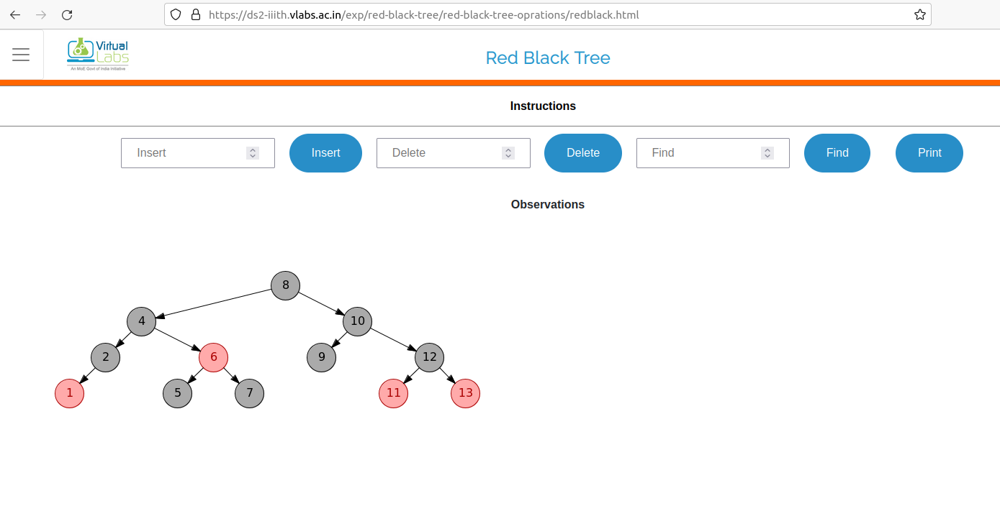 https://ds2-iiith.vlabs.ac.in/exp/red-black-tree/red-black-tree-oprations/redblack.html
Virtual
Labs
An MoE Govt of India Initiative
Red Black Tree
Instructions
Insert Insert Delete Delete Find Find Print
Observations
8
4 10
2 6 9 12
1 5 7 11 13